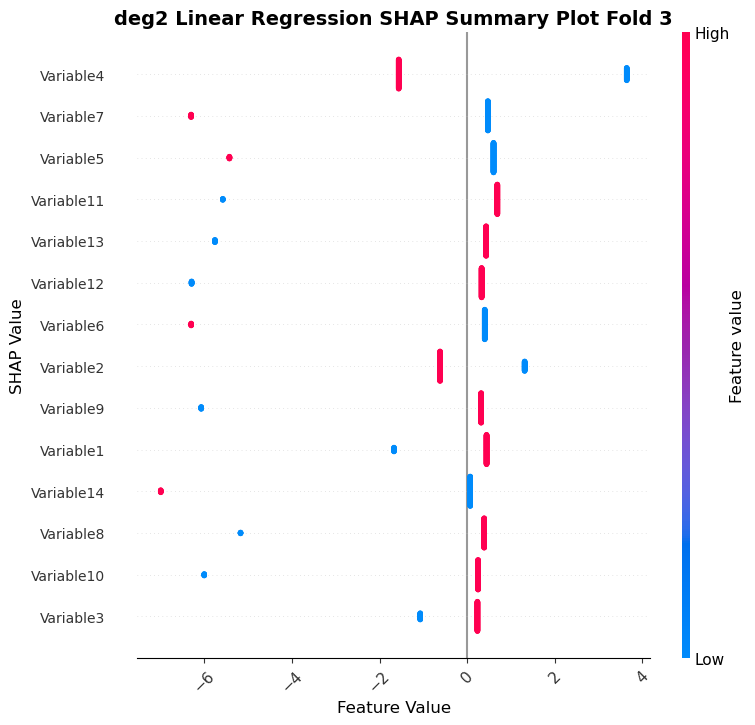 deg2 Linear Regression SHAP Summary Plot Fold 3
High
Variable4
Variable7
Variable5
Variable11
Variable13
Variable12
Variable6
Variable2
Variable9
Variable1
Variable14
Variable8
Variable10
Variable3
SHAP Value
Feature value
Low
−6
−4
−2
0
2
4
Feature Value